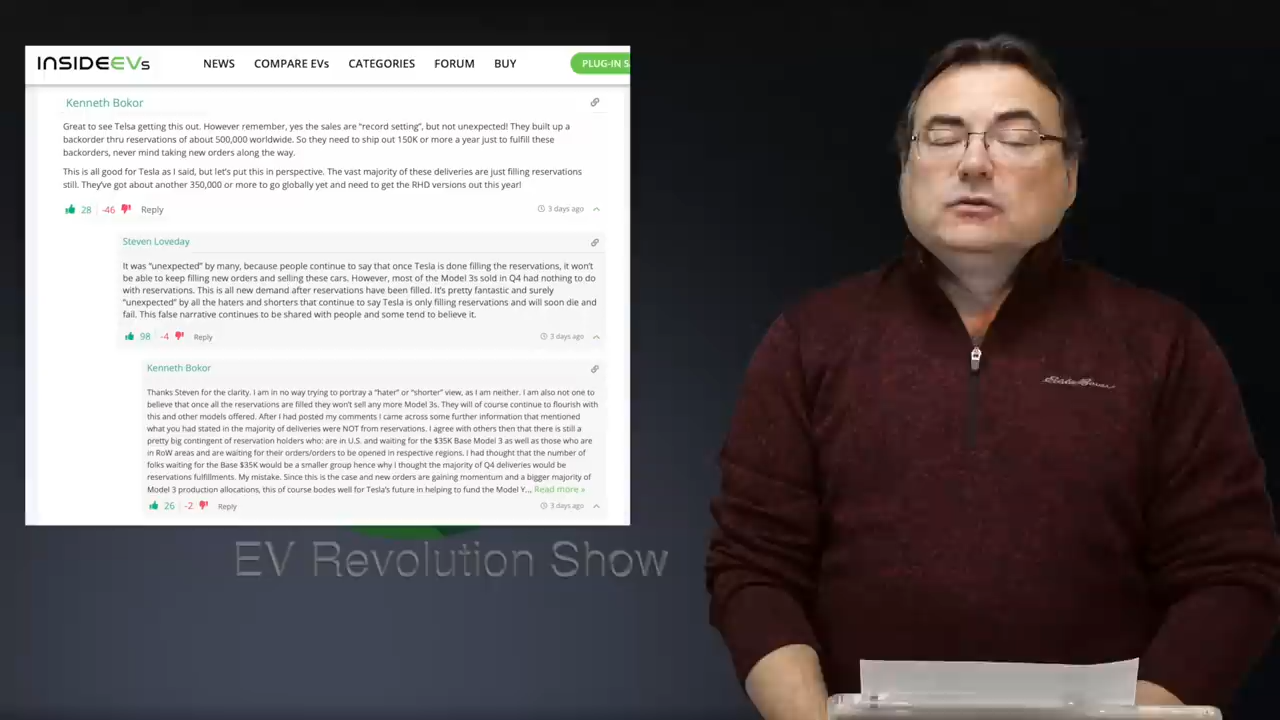 INSIDEEVs NEWS COMPARE EVs CATEGORIES FORUM BUY PLUG-IN
Kenneth Bokor
Great to see Telsa getting this out. However remember, yes the sales are “record setting”, but not unexpected! They built up a
backorder thru reservations of about 500,000 worldwide. So they need to ship out 150K or more a year just to fulfill these
backorders, never mind taking new orders along the way.
This is all good for Tesla as I said, but let’s put this in perspective. The vast majority of these deliveries are just filling reservations
still. They’ve got about another 350,000 or more to go globally yet and need to get the RHD versions out this year!
28 -46 Reply 3 days ago
Steven Loveday
It was “unexpected” by many, because people continue to say that once Tesla is done filling the reservations, it won’t
be able to keep filling new orders and selling these cars. However, most of the Model 3s sold in Q4 had nothing to do
with reservations. This is all new demand after reservations have been filled. It’s pretty fantastic and surely
“unexpected” by all the haters and shorters that continue to say Tesla is only filling reservations and will soon die and
fail. This false narrative continues to be shared with people and some tend to believe it.
98 -4 Reply 3 days ago
Kenneth Bokor
Thanks Steven for the clarity. I am in no way trying to portray a “hater” or “shorter” view, as I am neither. I am also not one to
believe that once all the reservations are filled they won’t sell any more Model 3s. They will of course continue to flourish with
this and other models offered. After I had posted my comments I came across some further information that mentioned
what you had stated in the majority of deliveries were NOT from reservations. I agree with others then that there is still a
pretty big contingent of reservation holders who: are in U.S. and waiting for the $35K Base Model 3 as well as those who are
in RoW areas and are waiting for their orders/orders to be opened in respective regions. I had thought that the number of
folks waiting for the Base $35K would be a smaller group hence why I thought the majority of Q4 deliveries would be
reservations fulfillments. My mistake. Since this is the case and new orders are gaining momentum and a bigger majority of
Model 3 production allocations, this of course bodes well for Tesla’s future in helping to fund the Model Y... Read more »
26 -2 Reply 3 days ago
EV Revolution Show
Eddie Bauer